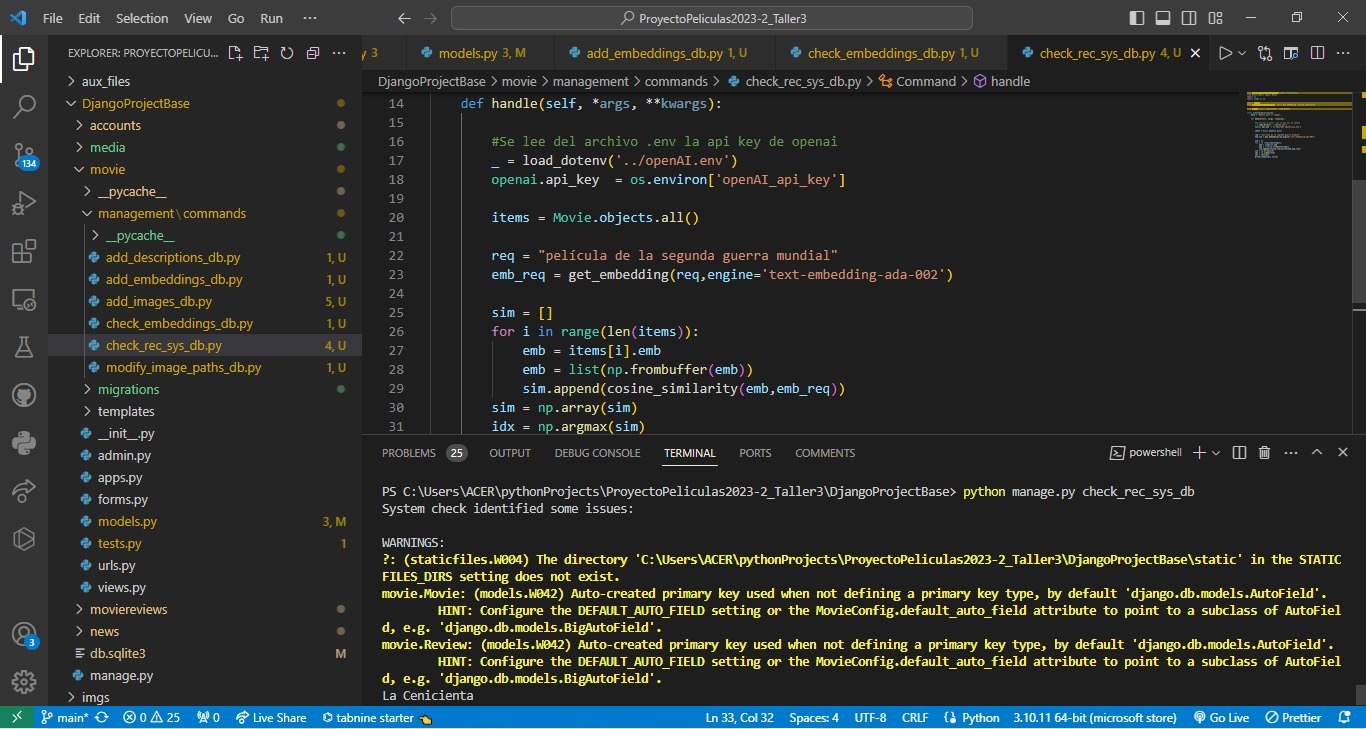 File Edit Selection View Go Run ··· ProyectoPeliculas2023-2_Taller3
EXPLORER: PROYECTOPELICU... ···
aux_files
DjangoProjectBase
accounts
media
movie
__pycache__
management\commands
__pycache__
add_descriptions_db.py 1, U
add_embeddings_db.py 1, U
add_images_db.py 5, U
check_embeddings_db.py 1, U
check_rec_sys_db.py 4, U
modify_image_paths_db.py 1, U
migrations
templates
__init__.py
admin.py
apps.py
forms.py
models.py 3, M
tests.py 1
urls.py
views.py
moviereviews
news
db.sqlite3 M
manage.py
imgs
134
3
y 3 models.py 3, M add_embeddings_db.py 1, U check_embeddings_db.py 1, U check_rec_sys_db.py 4, U ···
DjangoProjectBase > movie > management > commands > check_rec_sys_db.py > Command > handle
14 def handle(self, *args, **kwargs):
15
16 #Se lee del archivo .env la api key de openai
17 _ = load_dotenv('../openAI.env')
18 openai.api_key  = os.environ['openAI_api_key']
19
20 items = Movie.objects.all()
21
22 req = "película de la segunda guerra mundial"
23 emb_req = get_embedding(req,engine='text-embedding-ada-002')
24
25 sim = []
26 for i in range(len(items)):
27 emb = items[i].emb
28 emb = list(np.frombuffer(emb))
29 sim.append(cosine_similarity(emb,emb_req))
30 sim = np.array(sim)
31 idx = np.argmax(sim)
PROBLEMS 25 OUTPUT DEBUG CONSOLE TERMINAL PORTS COMMENTS powershell ···
PS C:\Users\ACER\pythonProjects\ProyectoPeliculas2023-2_Taller3\DjangoProjectBase> python manage.py check_rec_sys_db
System check identified some issues:
WARNINGS:
?: (staticfiles.W004) The directory 'C:\Users\ACER\pythonProjects\ProyectoPeliculas2023-2_Taller3\DjangoProjectBase\static' in the STATIC
FILES_DIRS setting does not exist.
movie.Movie: (models.W042) Auto-created primary key used when not defining a primary key type, by default 'django.db.models.AutoField'.
HINT: Configure the DEFAULT_AUTO_FIELD setting or the MovieConfig.default_auto_field attribute to point to a subclass of AutoFiel
d, e.g. 'django.db.models.BigAutoField'.
movie.Review: (models.W042) Auto-created primary key used when not defining a primary key type, by default 'django.db.models.AutoField'.
HINT: Configure the DEFAULT_AUTO_FIELD setting or the MovieConfig.default_auto_field attribute to point to a subclass of AutoFiel
d, e.g. 'django.db.models.BigAutoField'.
La Cenicienta
main* 0 25 0 Live Share tabnine starter Ln 33, Col 32 Spaces: 4 UTF-8 CRLF Python 3.10.11 64-bit (microsoft store) Go Live Prettier